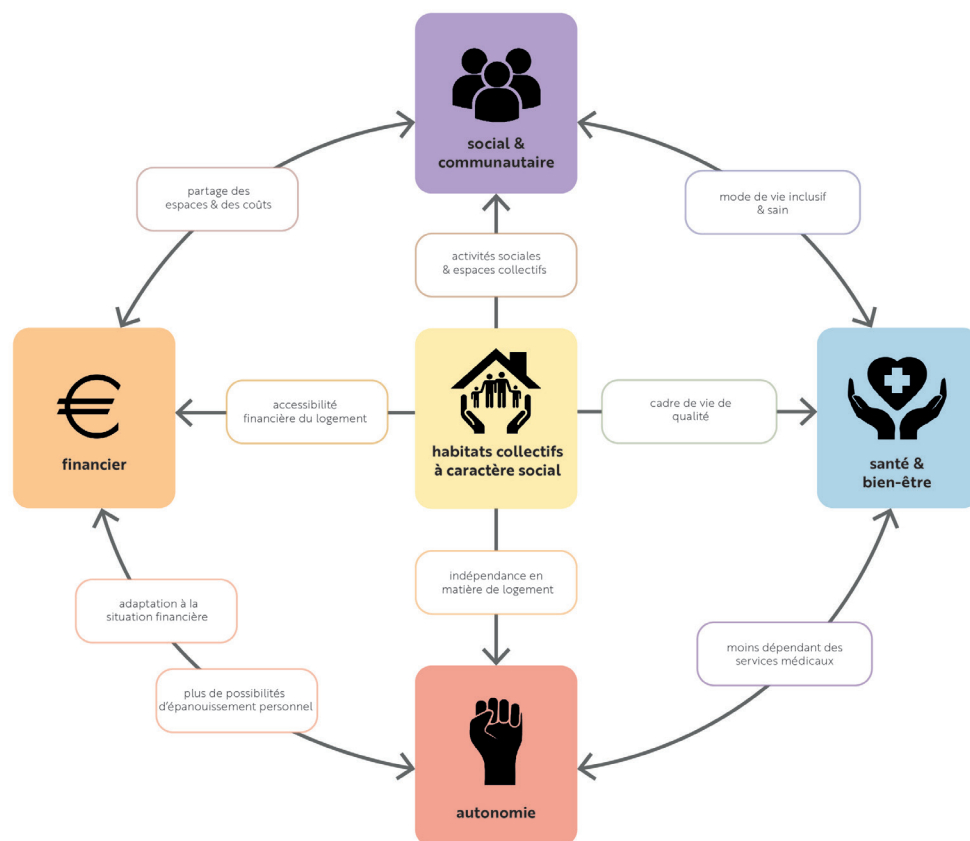 social &
communautaire
partage des
espaces & des coûts
mode de vie inclusif
& sain
activités sociales
& espaces collectifs
€
financier
accessibilité
financière du logement
habitats collectifs
à caractère social
cadre de vie de
qualité
santé &
bien-être
indépendance en
matière de logement
adaptation à la
situation financière
moins dépendant des
services médicaux
plus de possibilités
d'épanouissement personnel
autonomie